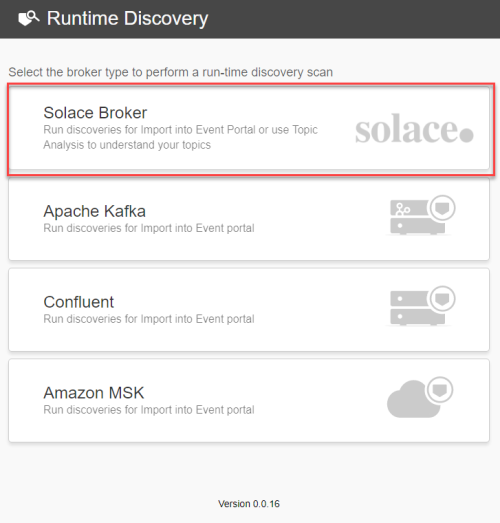 Runtime Discovery
Select the broker type to perform a run-time discovery scan
Solace Broker
Run discoveries for Import into Event Portal or use Topic
Analysis to understand your topics
solace.
Apache Kafka
Run discoveries for Import into Event portal
Confluent
Run discoveries for Import into Event portal
Amazon MSK
Run discoveries for Import into Event portal
Version 0.0.16